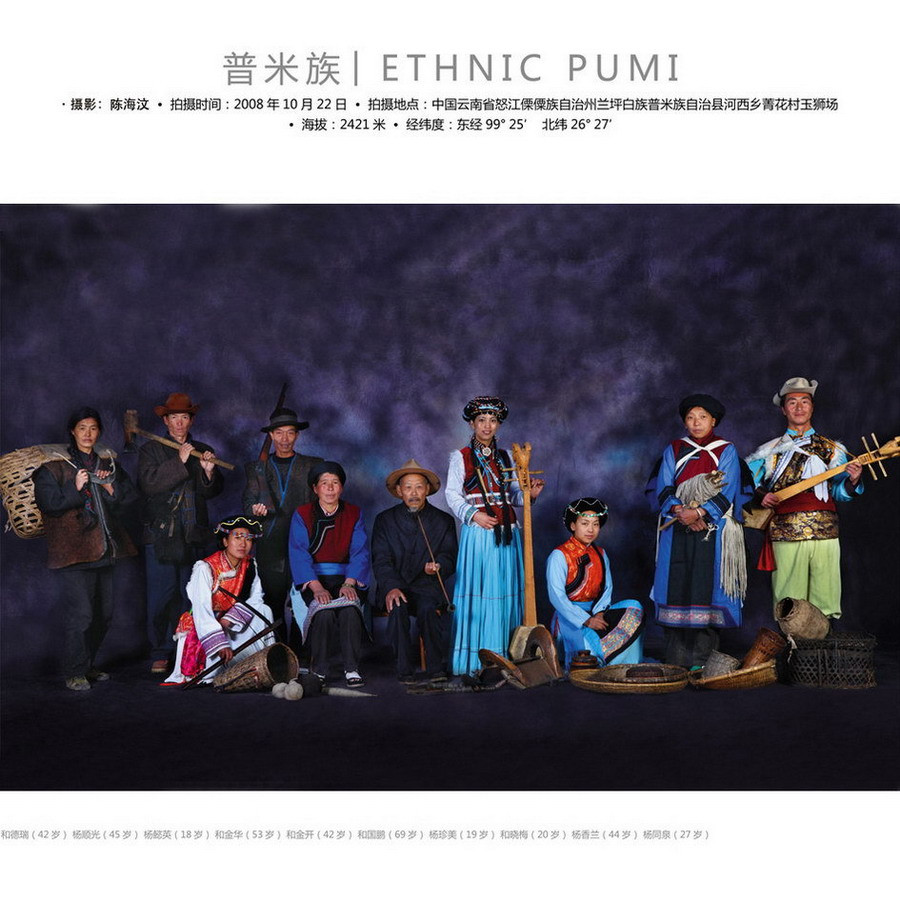 普米族| ETHNIC PUMI
· 摄影：陈海汶 • 拍摄时间：2008 年 10 月 22 日 • 拍摄地点：中国云南省怒江傈僳族自治州兰坪白族普米族自治县河西乡菁花村玉狮场
• 海拔：2421 米 • 经纬度：东经 99° 25′ 北纬 26° 27′
和德瑞（42 岁） 杨顺光（45 岁） 杨懿英（18 岁） 和金华（53 岁） 和金开（42 岁） 和国鹏（69 岁） 杨珍美（19 岁） 和晓梅（20 岁） 杨香兰（44 岁） 杨同泉（27 岁）